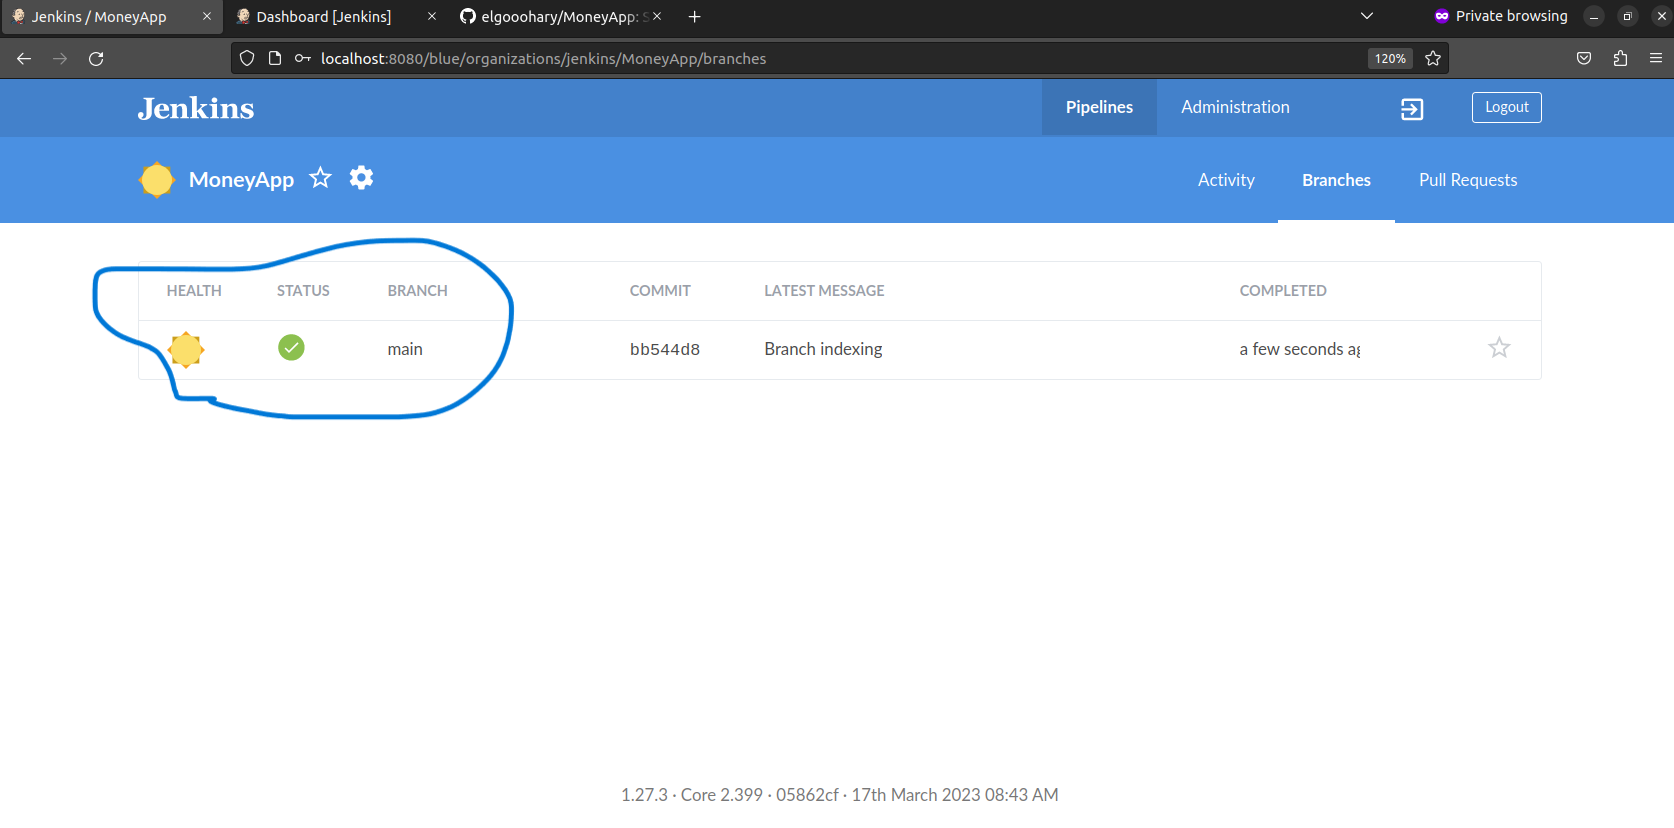 Jenkins / MoneyApp
Dashboard [Jenkins]
elgooohary/MoneyApp: S
Private browsing
localhost:8080/blue/organizations/jenkins/MoneyApp/branches
120%
Jenkins
Pipelines
Administration
Logout
MoneyApp
Activity
Branches
Pull Requests
HEALTH STATUS BRANCH COMMIT LATEST MESSAGE COMPLETED
main bb544d8 Branch indexing a few seconds ag
1.27.3 · Core 2.399 · 05862cf · 17th March 2023 08:43 AM